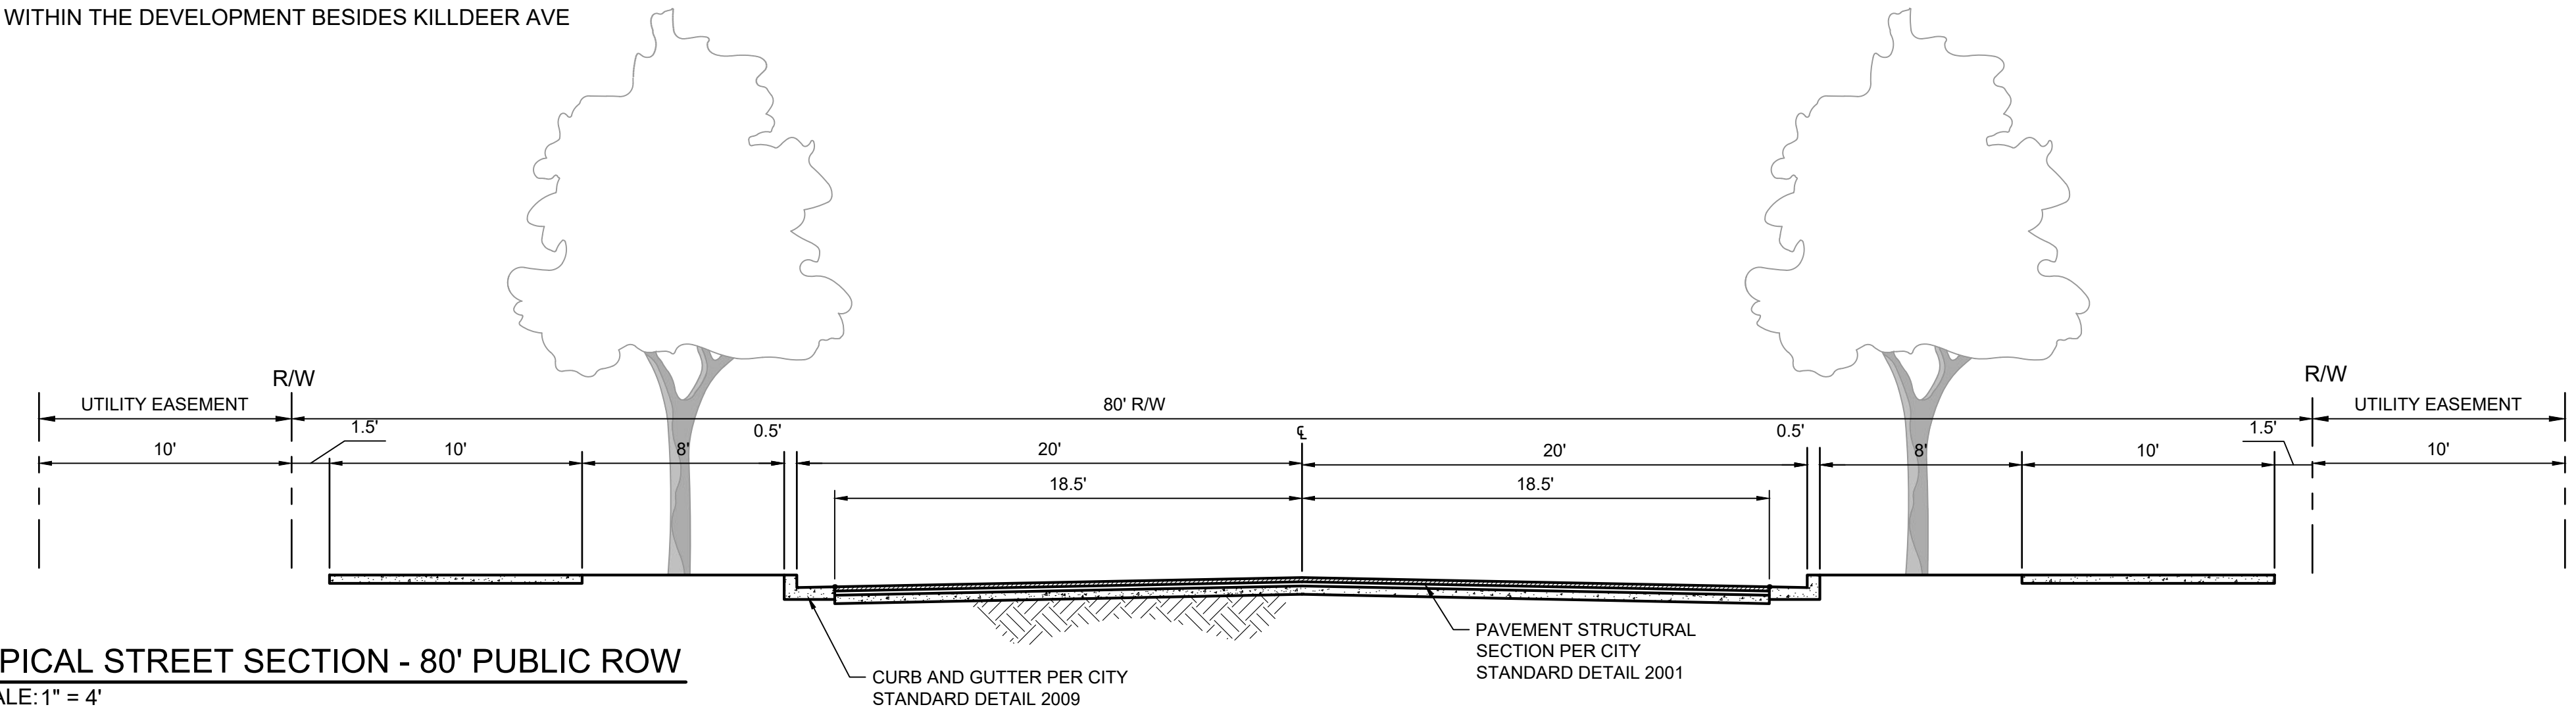 WITHIN THE DEVELOPMENT BESIDES KILLDEER AVE
R/W
R/W
UTILITY EASEMENT
80' R/W
UTILITY EASEMENT
1.5'
0.5'
℄
0.5'
1.5'
10'
10'
8'
20'
20'
8'
10'
10'
18.5'
18.5'
PAVEMENT STRUCTURAL
SECTION PER CITY
STANDARD DETAIL 2001
CURB AND GUTTER PER CITY
STANDARD DETAIL 2009
PICAL STREET SECTION - 80' PUBLIC ROW
ALE: 1" = 4'